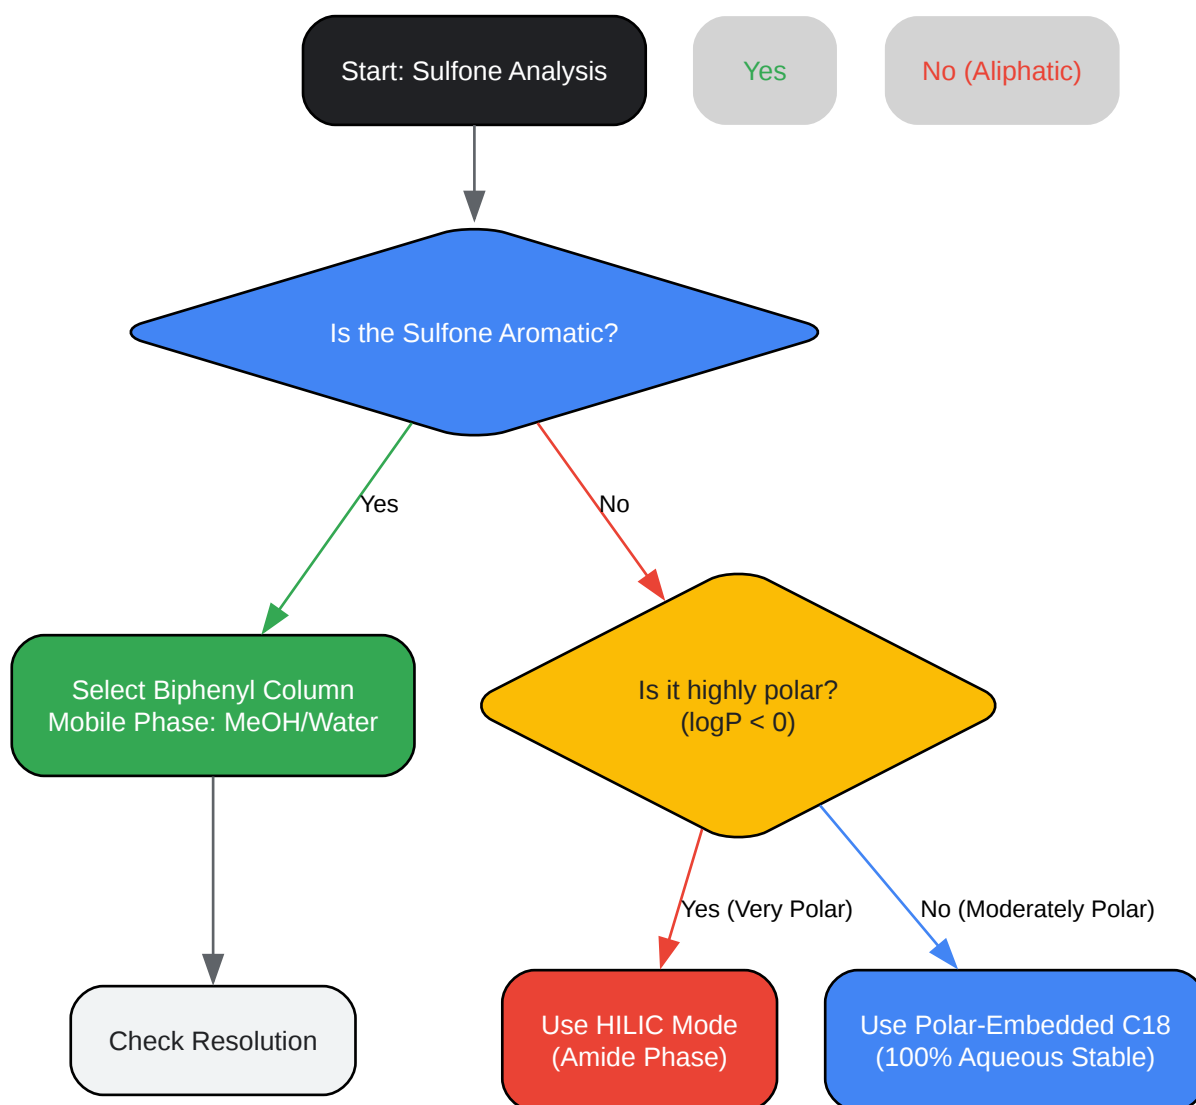 Start: Sulfone Analysis
Yes
No (Aliphatic)
Is the Sulfone Aromatic?
Yes
No
Select Biphenyl Column
Mobile Phase: MeOH/Water
Is it highly polar?
(logP < 0)
Yes (Very Polar)
No (Moderately Polar)
Check Resolution
Use HILIC Mode
(Amide Phase)
Use Polar-Embedded C18
(100% Aqueous Stable)